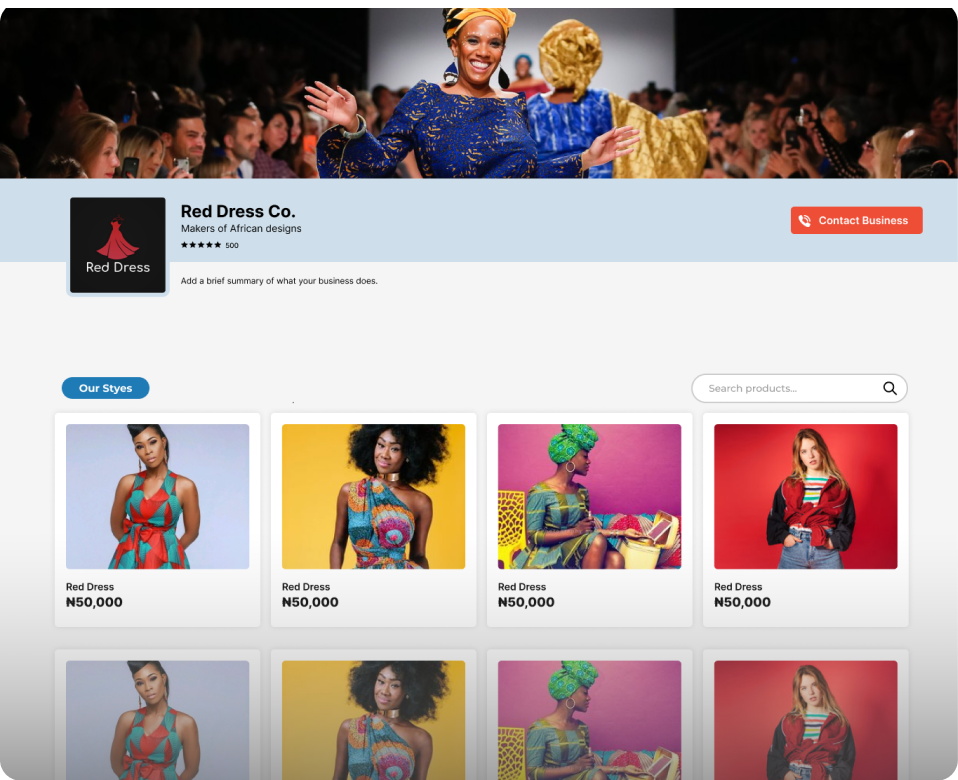 Red Dress Co.
Makers of African designs
★★★★★ 500
Contact Business
Red Dress
Add a brief summary of what your business does.
Our Styes
Search products...
Red Dress
₦50,000
Red Dress
₦50,000
Red Dress
₦50,000
Red Dress
₦50,000